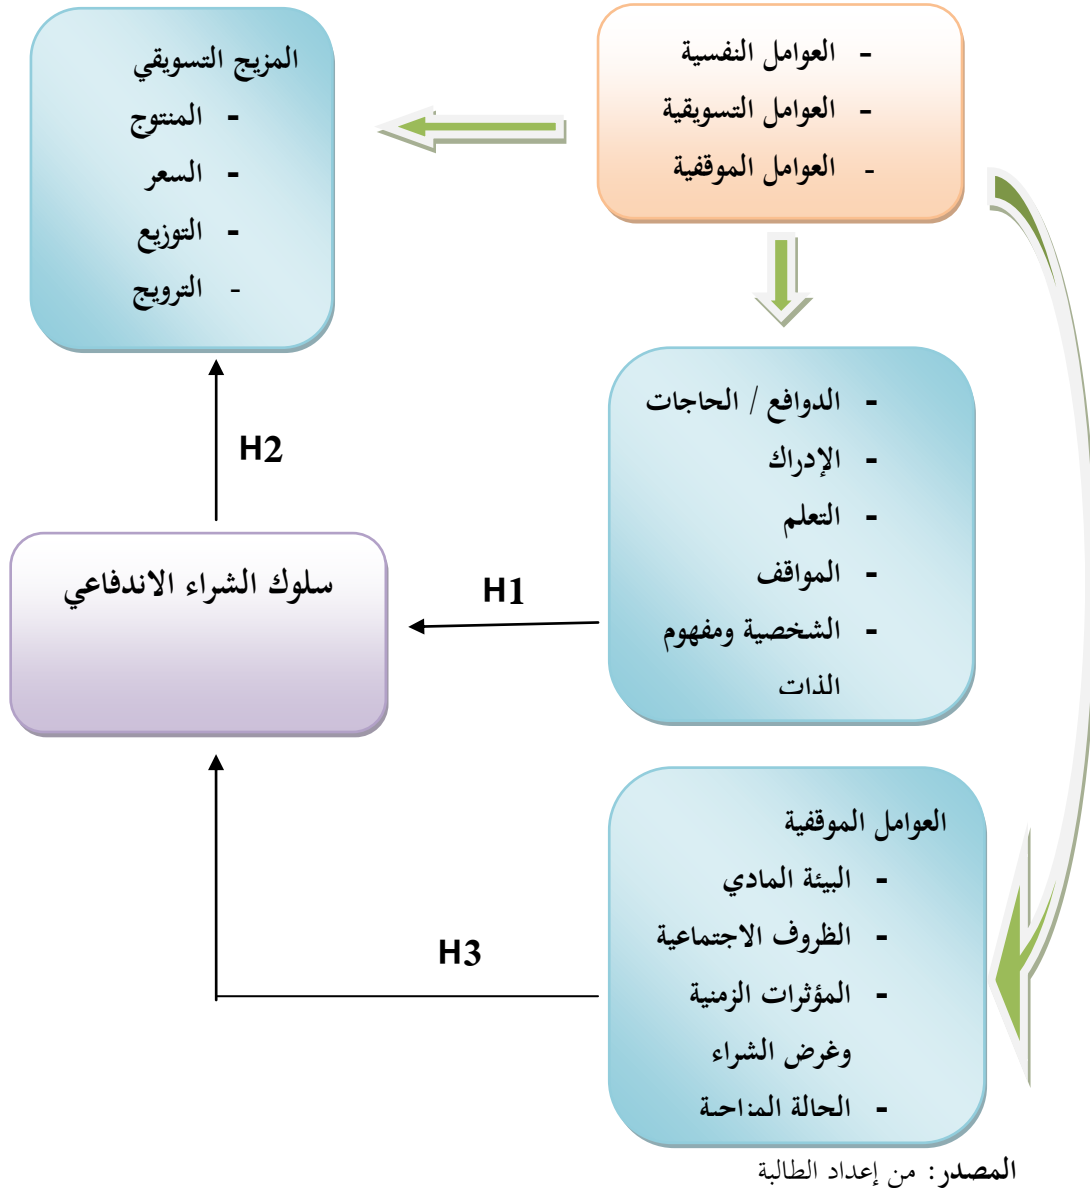 - العوامل النفسية
- العوامل التسويقية
- العوامل الموقفية
المزيج التسويقي
- المنتوج
- السعر
- التوزيع
- الترويج
- الدوافع / الحاجات
- الإدراك
- التعلم
- المواقف
- الشخصية ومفهوم
الذات
H2
سلوك الشراء الاندفاعي
H1
العوامل الموقفية
- البيئة المادي
- الظروف الاجتماعية
- المؤثرات الزمنية
وغرض الشراء
- الحالة المزاجية
H3
المصدر: من إعداد الطالبة